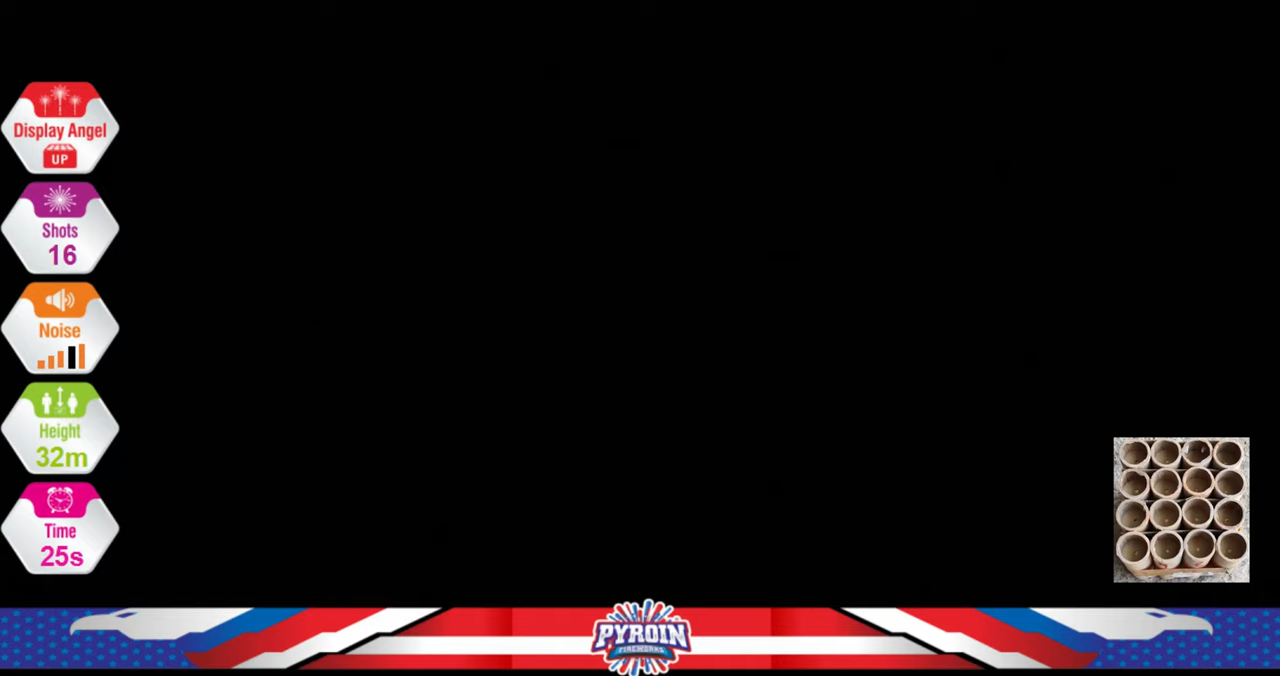 Display Angel
UP
Shots
16
Noise
Height
32m
Time
25s
PYROIN
FIREWORKS